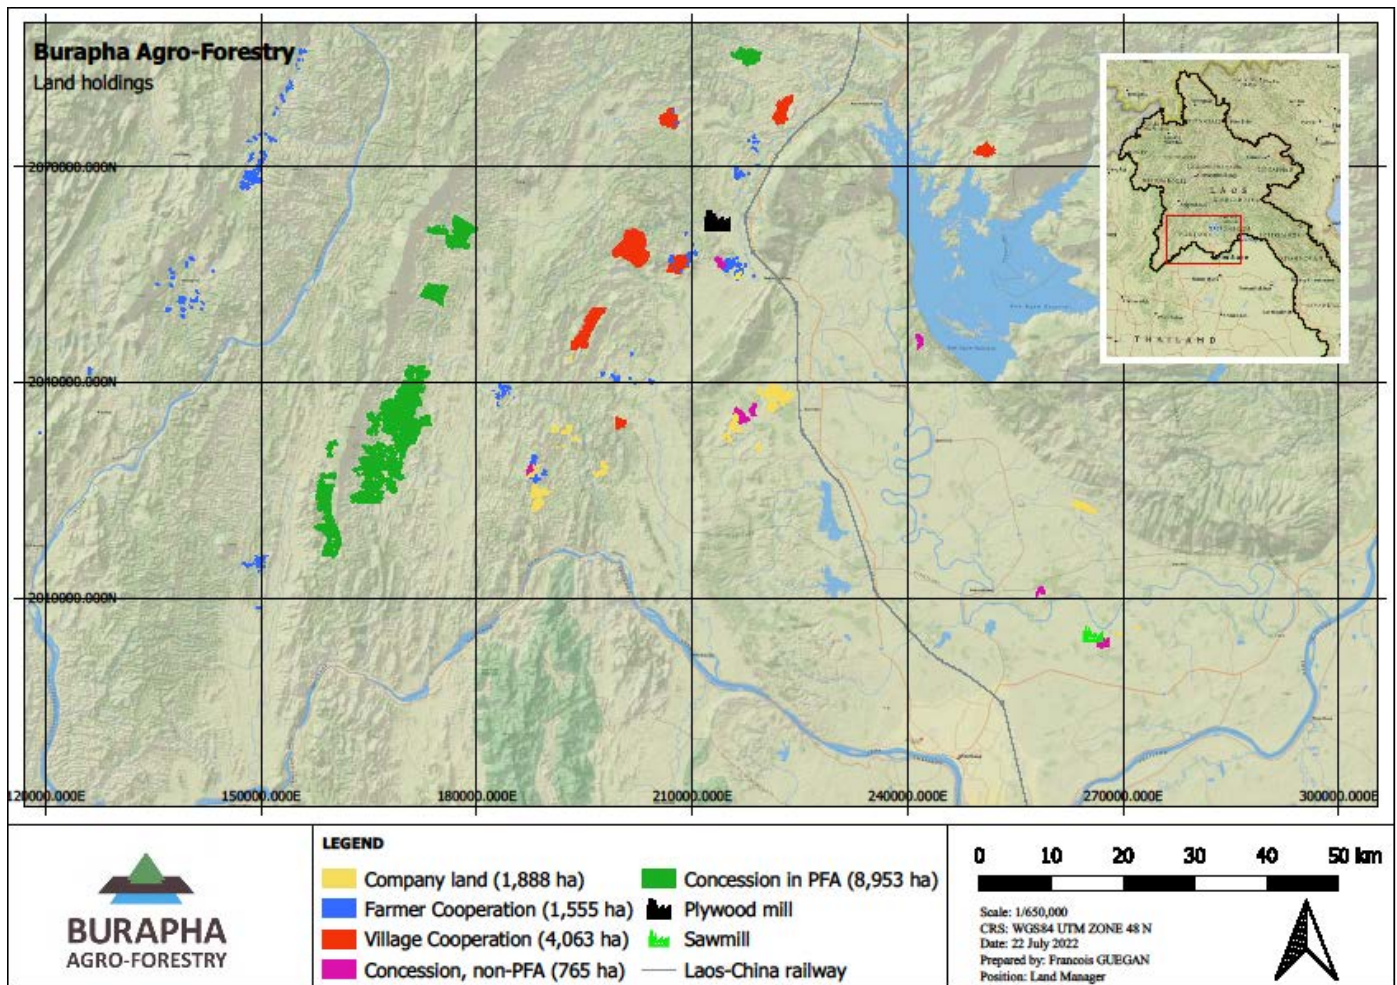 Burapha Agro-Forestry
Land holdings
2070000.000N
2040000.000N
2010000.000N
120000.000E
150000.000E
180000.000E
210000.000E
240000.000E
270000.000E
300000.000E
LAOS
THAILAND
BURAPHA
AGRO-FORESTRY
LEGEND
Company land (1,888 ha)
Farmer Cooperation (1,555 ha)
Village Cooperation (4,063 ha)
Concession, non-PFA (765 ha)
Concession in PFA (8,953 ha)
Plywood mill
Sawmill
Laos-China railway
0 10 20 30 40 50 km
Scale: 1/650,000
CRS: WGS84 UTM ZONE 48 N
Date: 22 July 2022
Prepared by: Francois GUEGAN
Position: Land Manager